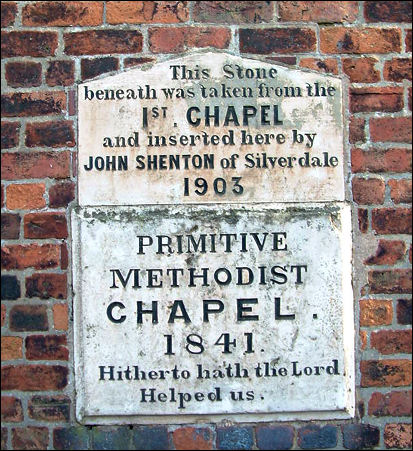 This Stone
beneath was taken from the
1ST. CHAPEL
and inserted here by
JOHN SHENTON of Silverdale
1903
PRIMITIVE
METHODIST
CHAPEL.
1841.
Hitherto hath the Lord.
Helped us.